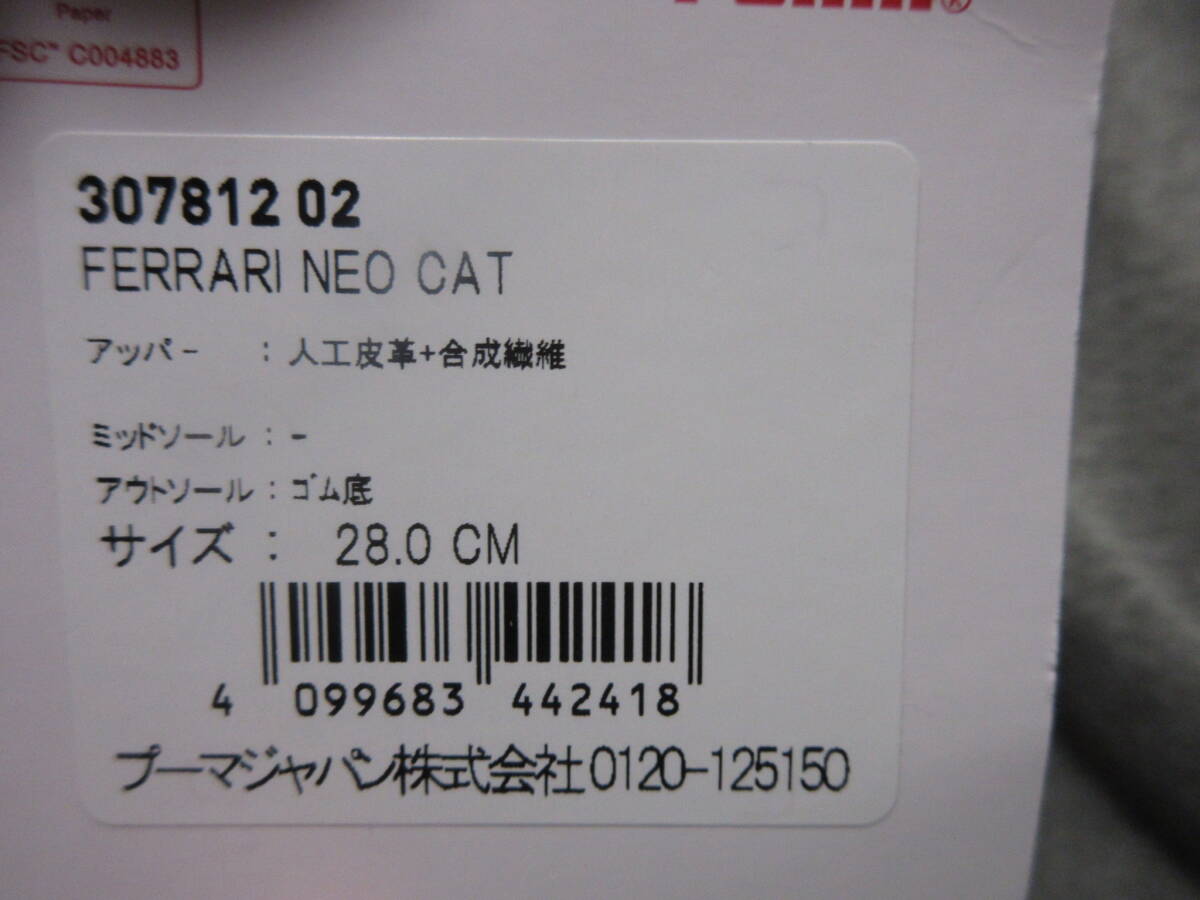 Paper
FSC™ C004883
307812 02
FERRARI NEO CAT
アッパー : 人工皮革+合成繊維
ミッドソール : -
アウトソール : ゴム底
サイズ : 28.0 CM
4 099683 442418
プーマジャパン株式会社0120-125150